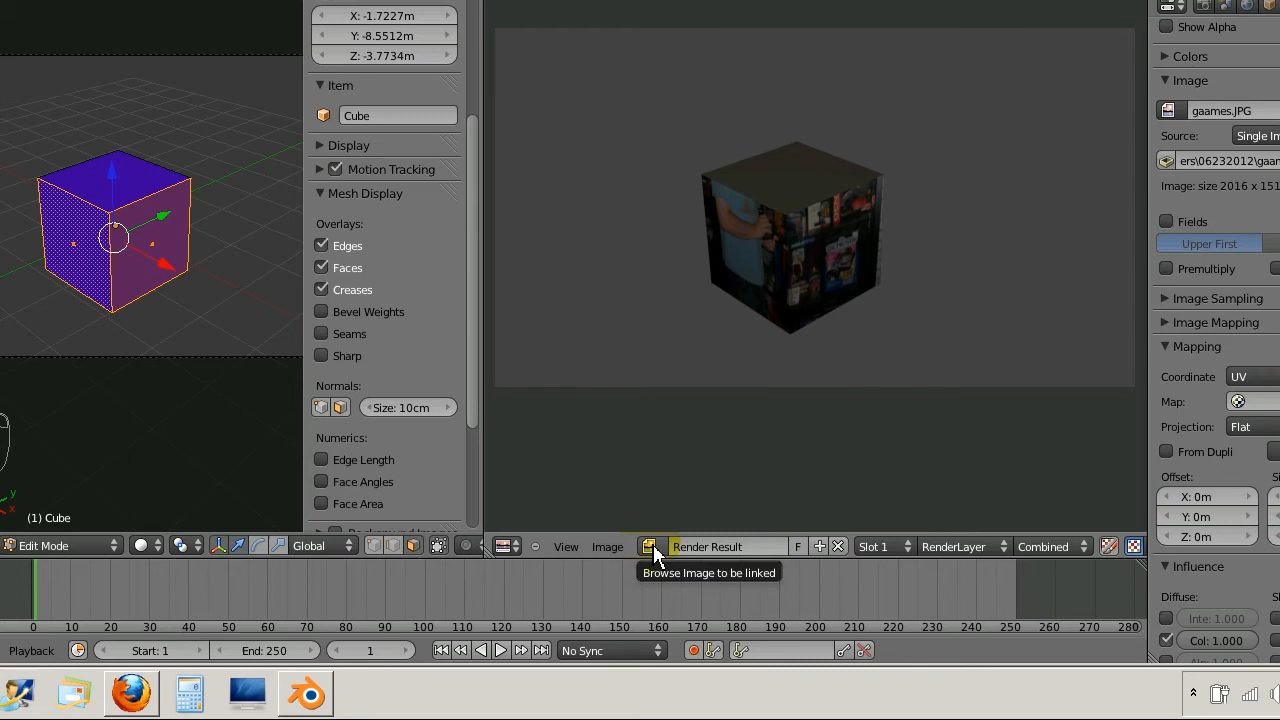 X: -1.7227m
Y: -8.5512m
Z: -3.7734m
Item
Cube
Display
Motion Tracking
Mesh Display
Overlays:
Edges
Faces
Creases
Bevel Weights
Seams
Sharp
Normals:
Size: 10cm
Numerics:
Edge Length
Face Angles
Face Area
y
x
(1) Cube
Show Alpha
Colors
Image
gaames.JPG
Source:
Single Im
ers\06232012\gaam
Image: size 2016 x 151
Fields
Upper First
Premultiply
Image Sampling
Image Mapping
Mapping
Coordinate
UV
Map:
Projection:
Flat
From Dupli
Offset:
X: 0m
Y: 0m
Z: 0m
Influence
Diffuse:
Inte: 1.000
Col: 1.000
Edit Mode
Global
View
Image
Render Result
F
Slot 1
RenderLayer
Combined
Browse Image to be linked
0 10 20 30 40 50 60 70 80 90 100 110 120 130 140 150 160 170 180 190 200 210 220 230 240 250 260 270 280
Playback
Start: 1
End: 250
1
No Sync